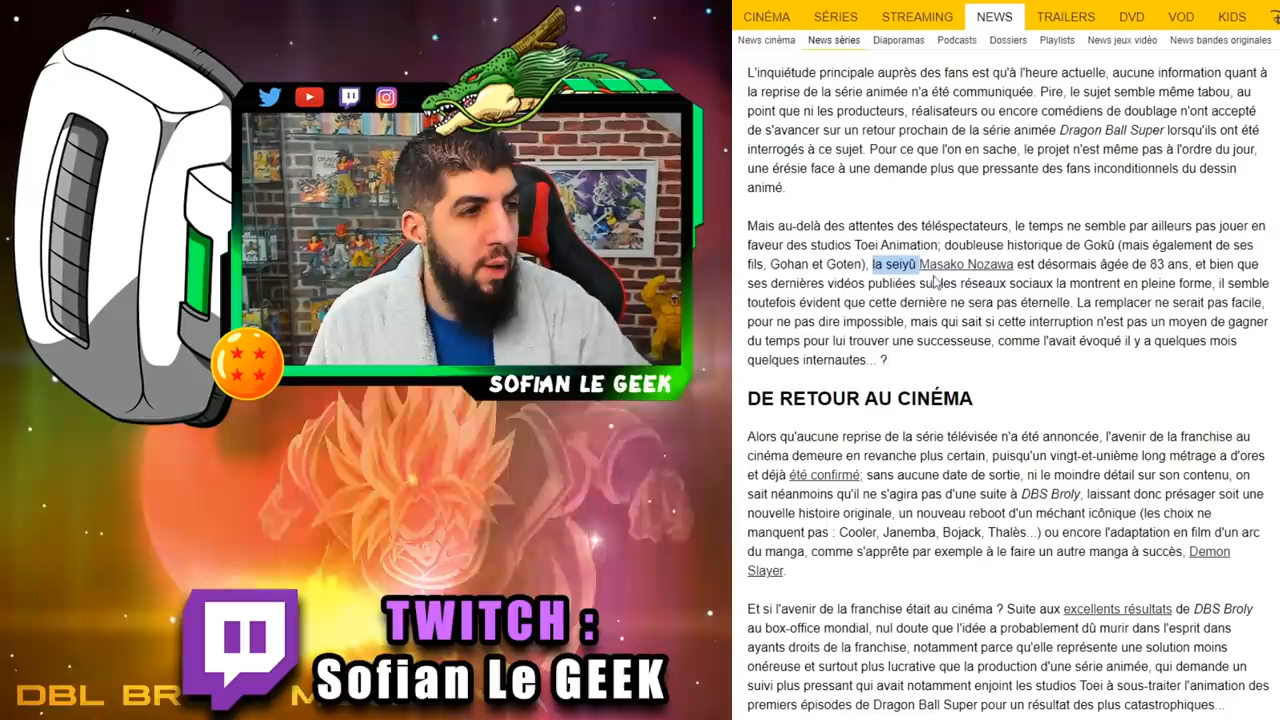 SOFIAN LE GEEK
TWITCH :
Sofian Le GEEK
DBL BR
CINÉMA SÉRIES STREAMING NEWS TRAILERS DVD VOD KIDS
News cinéma News séries Diaporamas Podcasts Dossiers Playlists News jeux vidéo News bandes originales
L'inquiétude principale auprès des fans est qu'à l'heure actuelle, aucune information quant à
la reprise de la série animée n'a été communiquée. Pire, le sujet semble même tabou, au
point que ni les producteurs, réalisateurs ou encore comédiens de doublage n'ont accepté
de s'avancer sur un retour prochain de la série animée Dragon Ball Super lorsqu'ils ont été
interrogés à ce sujet. Pour ce que l'on en sache, le projet n'est même pas à l'ordre du jour,
une érésie face à une demande plus que pressante des fans inconditionnels du dessin
animé.
Mais au-delà des attentes des téléspectateurs, le temps ne semble par ailleurs pas jouer en
faveur des studios Toei Animation; doubleuse historique de Gokû (mais également de ses
fils, Gohan et Goten), la seiyû Masako Nozawa est désormais âgée de 83 ans, et bien que
ses dernières vidéos publiées sur les réseaux sociaux la montrent en pleine forme, il semble
toutefois évident que cette dernière ne sera pas éternelle. La remplacer ne serait pas facile,
pour ne pas dire impossible, mais qui sait si cette interruption n'est pas un moyen de gagner
du temps pour lui trouver une successeuse, comme l'avait évoqué il y a quelques mois
quelques internautes... ?
DE RETOUR AU CINÉMA
Alors qu'aucune reprise de la série télévisée n'a été annoncée, l'avenir de la franchise au
cinéma demeure en revanche plus certain, puisqu'un vingt-et-unième long métrage a d'ores
et déjà été confirmé; sans aucune date de sortie, ni le moindre détail sur son contenu, on
sait néanmoins qu'il ne s'agira pas d'une suite à DBS Broly, laissant donc présager soit une
nouvelle histoire originale, un nouveau reboot d'un méchant icônique (les choix ne
manquent pas : Cooler, Janemba, Bojack, Thalès...) ou encore l'adaptation en film d'un arc
du manga, comme s'apprête par exemple à le faire un autre manga à succès, Demon
Slayer.
Et si l'avenir de la franchise était au cinéma ? Suite aux excellents résultats de DBS Broly
au box-office mondial, nul doute que l'idée a probablement dû murir dans l'esprit dans
ayants droits de la franchise, notamment parce qu'elle représente une solution moins
onéreuse et surtout plus lucrative que la production d'une série animée, qui demande un
suivi plus pressant qui avait notamment enjoint les studios Toei à sous-traiter l'animation des
premiers épisodes de Dragon Ball Super pour un résultat des plus catastrophiques...